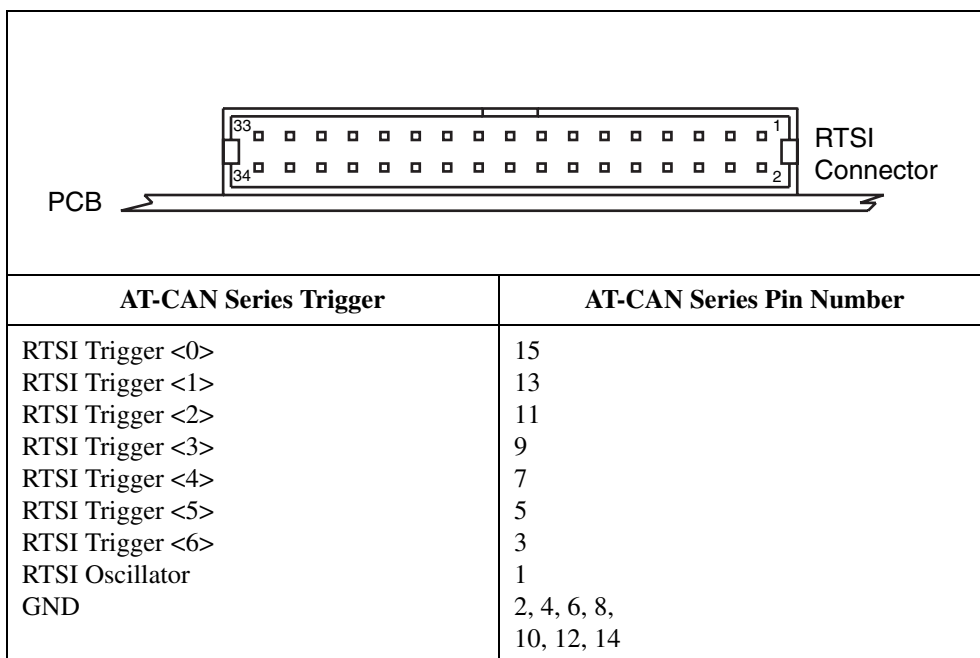 33
1
RTSI
Connector
34
2
PCB
AT-CAN Series Trigger
AT-CAN Series Pin Number
RTSI Trigger <0>
15
RTSI Trigger <1>
13
RTSI Trigger <2>
11
RTSI Trigger <3>
9
RTSI Trigger <4>
7
RTSI Trigger <5>
5
RTSI Trigger <6>
3
RTSI Oscillator
1
GND
2, 4, 6, 8,
10, 12, 14